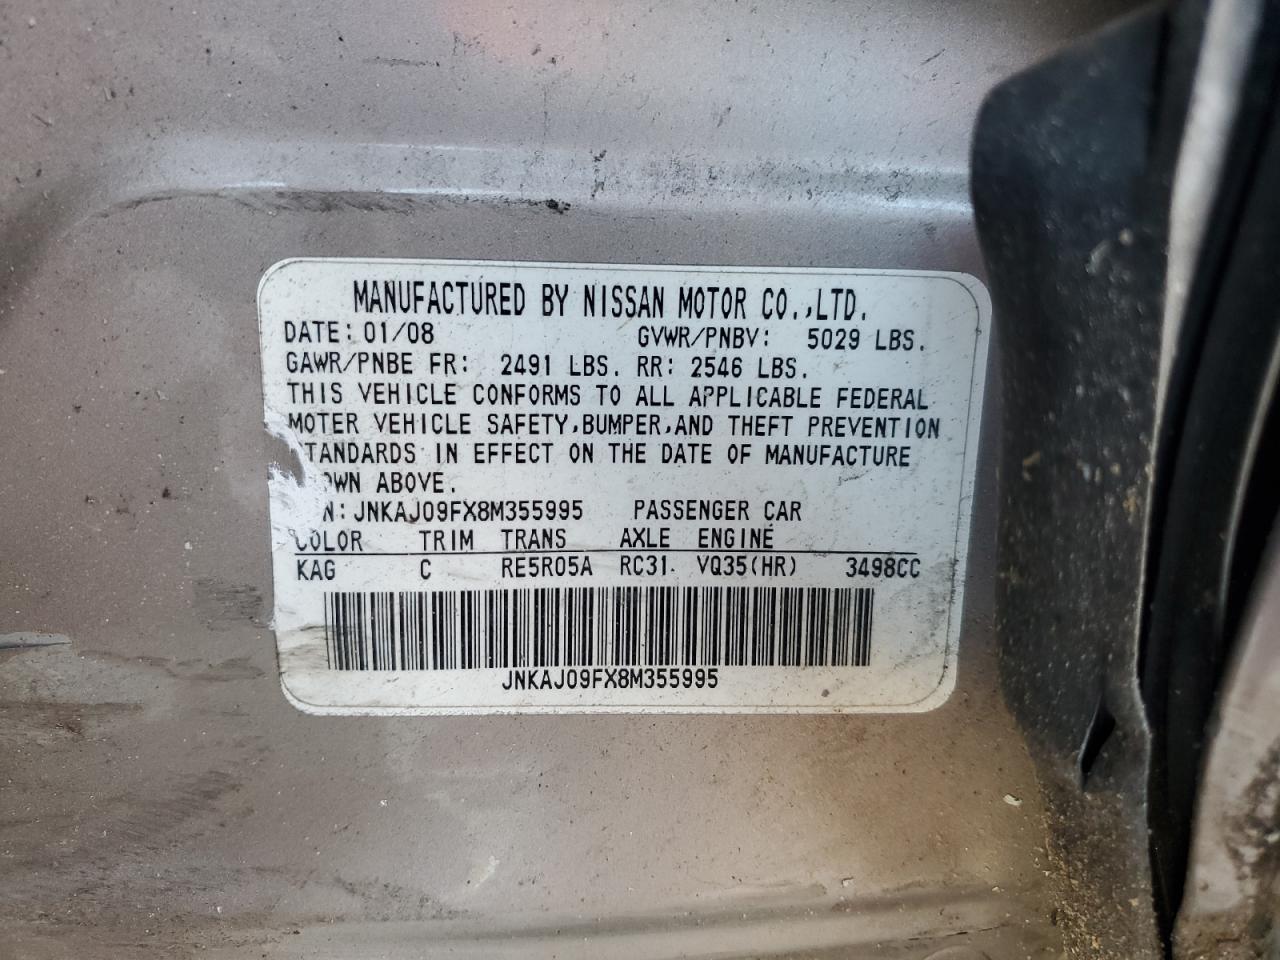 MANUFACTURED BY NISSAN MOTOR CO.,LTD.
DATE: 01/08 GVWR/PNBV: 5029 LBS.
GAWR/PNBE FR: 2491 LBS. RR: 2546 LBS.
THIS VEHICLE CONFORMS TO ALL APPLICABLE FEDERAL
MOTER VEHICLE SAFETY,BUMPER,AND THEFT PREVENTION
TANDARDS IN EFFECT ON THE DATE OF MANUFACTURE
OWN ABOVE.
N: JNKAJ09FX8M355995 PASSENGER CAR
COLOR TRIM TRANS AXLE ENGINE
KAG C RE5R05A RC31 VQ35(HR) 3498CC
JNKAJ09FX8M355995